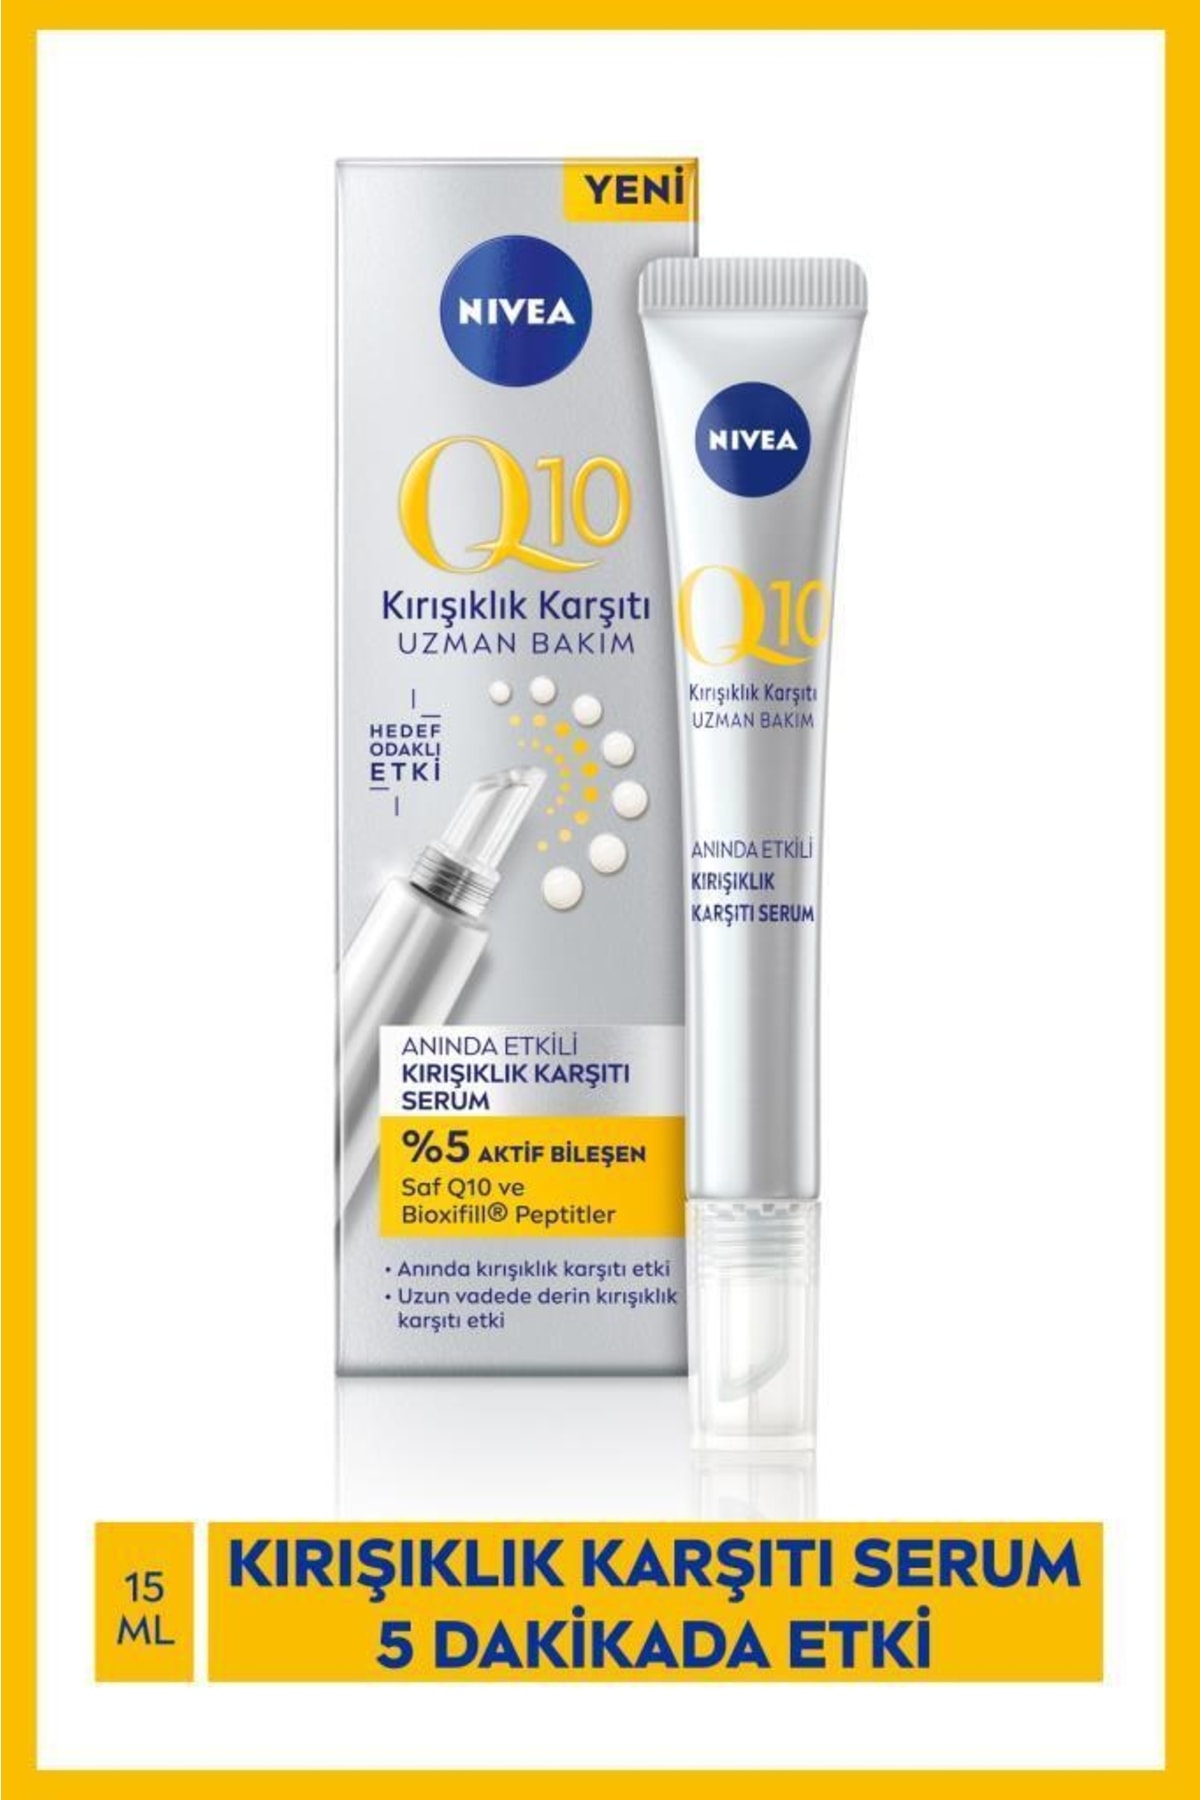 YENİ
NIVEA
Q10
Kırışıklık Karşıtı
UZMAN BAKIM
HEDEF
ODAKLI
ETKİ
ANINDA ETKİLİ
KIRIŞIKLIK KARŞITI
SERUM
%5 AKTİF BİLEŞEN
Saf Q10 ve
Bioxifill® Peptitler
• Anında kırışıklık karşıtı etki
• Uzun vadede derin kırışıklık
karşıtı etki
NIVEA
Q10
Kırışıklık Karşıtı
UZMAN BAKIM
ANINDA ETKİLİ
KIRIŞIKLIK
KARŞITI SERUM
15
ML
KIRIŞIKLIK KARŞITI SERUM
5 DAKİKADA ETKİ